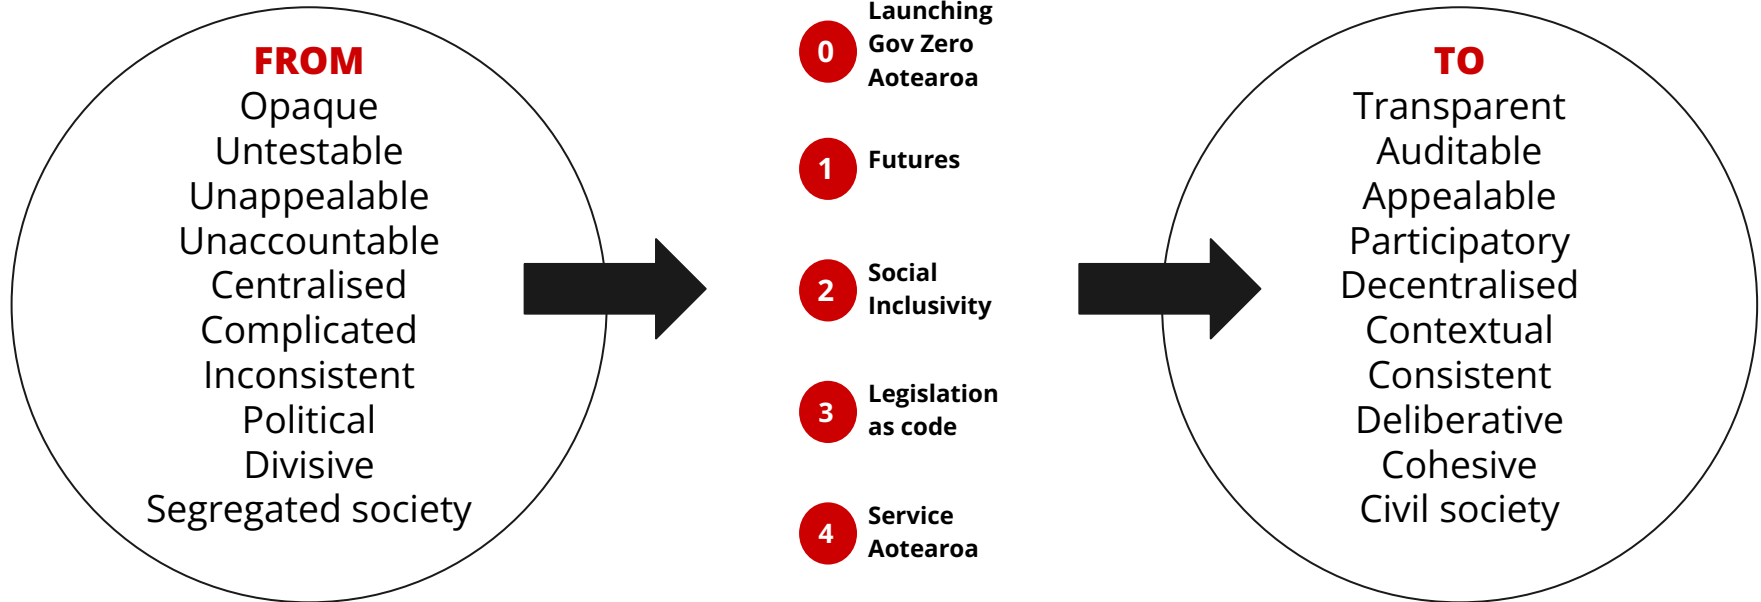 FROM
Opaque
Untestable
Unappealable
Unaccountable
Centralised
Complicated
Inconsistent
Political
Divisive
Segregated society
0
Launching
Gov Zero
Aotearoa
1
Futures
2
Social
Inclusivity
3
Legislation
as code
4
Service
Aotearoa
TO
Transparent
Auditable
Appealable
Participatory
Decentralised
Contextual
Consistent
Deliberative
Cohesive
Civil society